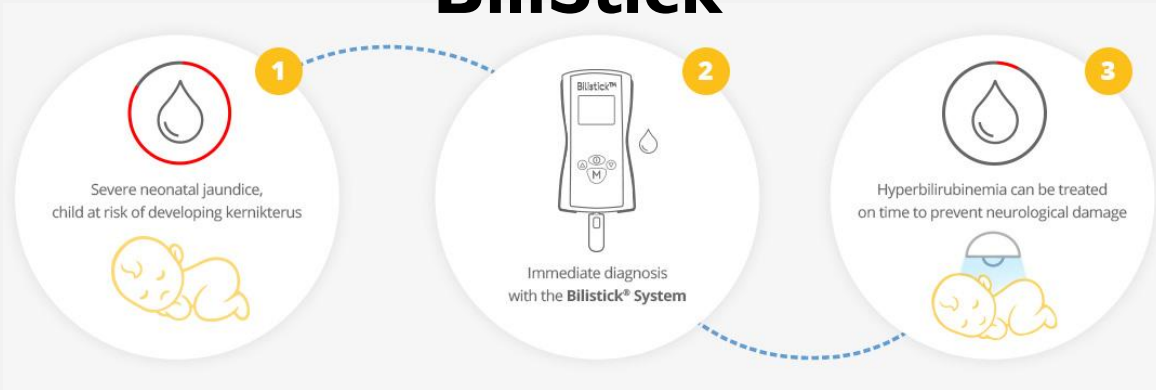 BiliStick
1
Severe neonatal jaundice,
child at risk of developing kernikterus
2
Bilistick™
M
Immediate diagnosis
with the Bilistick® System
3
Hyperbilirubinemia can be treated
on time to prevent neurological damage